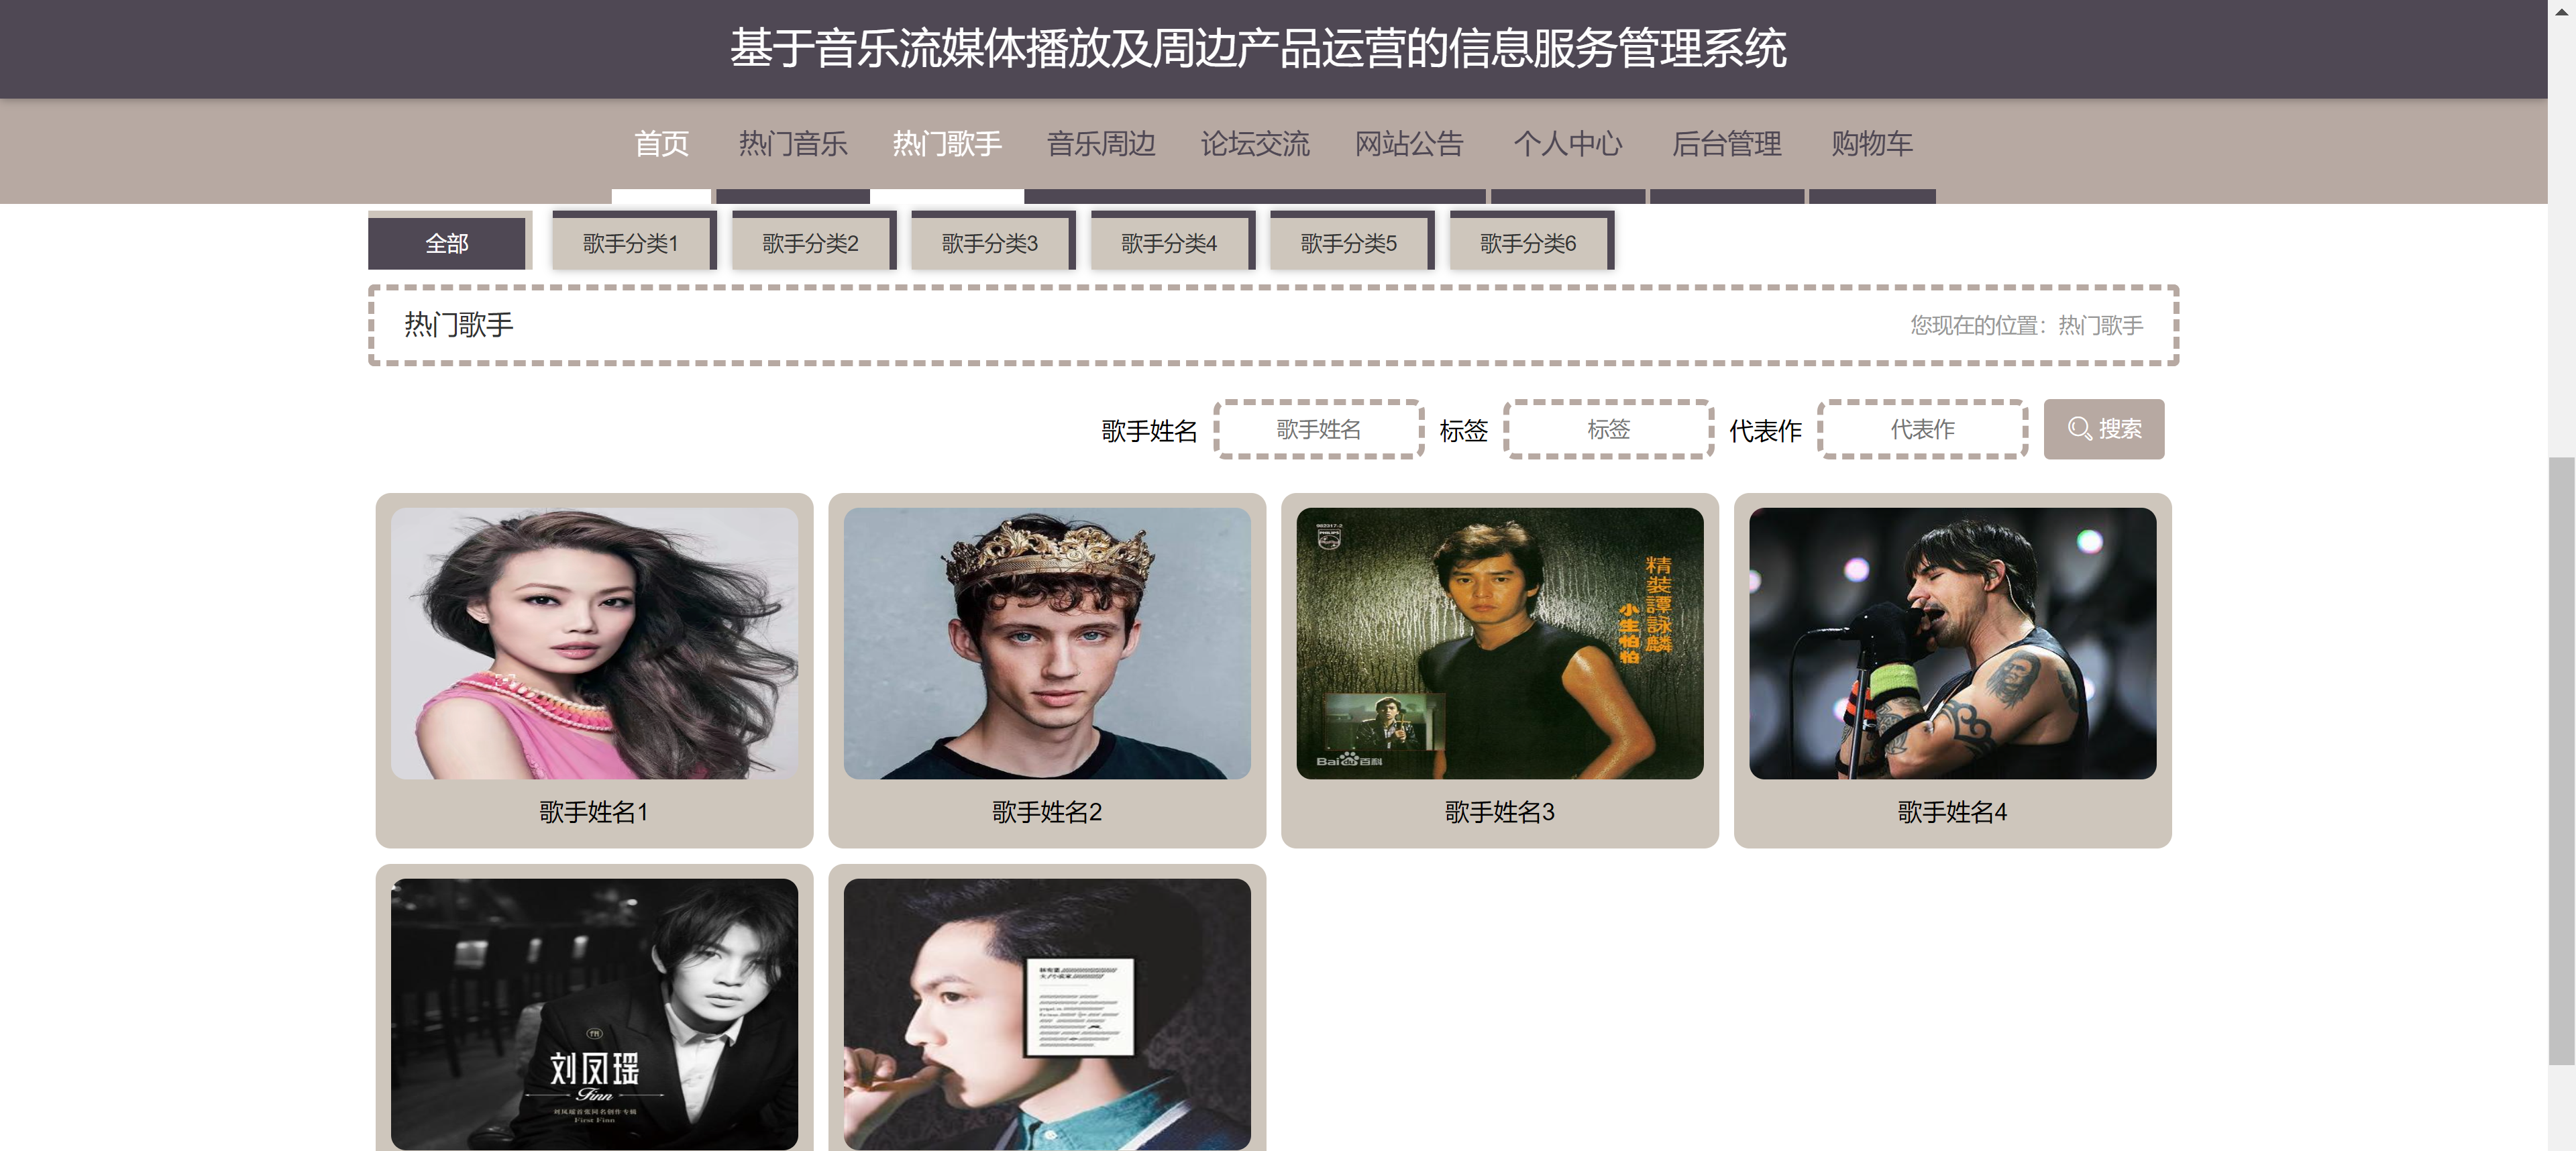 基于音乐流媒体播放及周边产品运营的信息服务管理系统
首页 热门音乐 热门歌手 音乐周边 论坛交流 网站公告 个人中心 后台管理 购物车
全部 歌手分类1 歌手分类2 歌手分类3 歌手分类4 歌手分类5 歌手分类6
热门歌手 您现在的位置：热门歌手
歌手姓名 歌手姓名 标签 标签 代表作 代表作 搜索
PHILIPS
精裝譚詠麟
小生怕怕
Bai百科
歌手姓名1 歌手姓名2 歌手姓名3 歌手姓名4
刘凤瑶
Finn
刘凤瑶首张同名创作专辑
First Finn